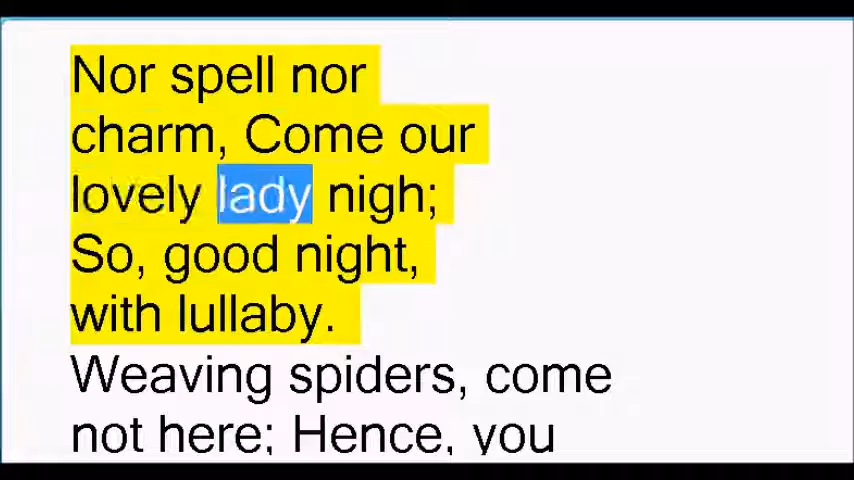 Nor spell nor
charm, Come our
lovely lady nigh;
So, good night,
with lullaby.
Weaving spiders, come
not here; Hence, you